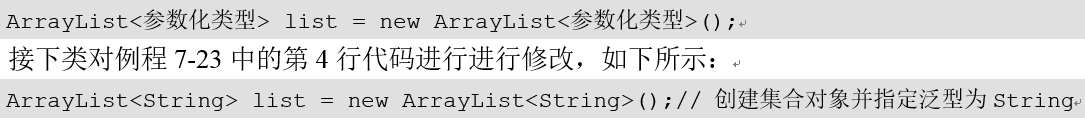 ArrayList<参数化类型> list = new ArrayList<参数化类型>();
接下类对例程 7-23 中的第 4 行代码进行进行修改，如下所示：
ArrayList<String> list = new ArrayList<String>();// 创建集合对象并指定泛型为 String